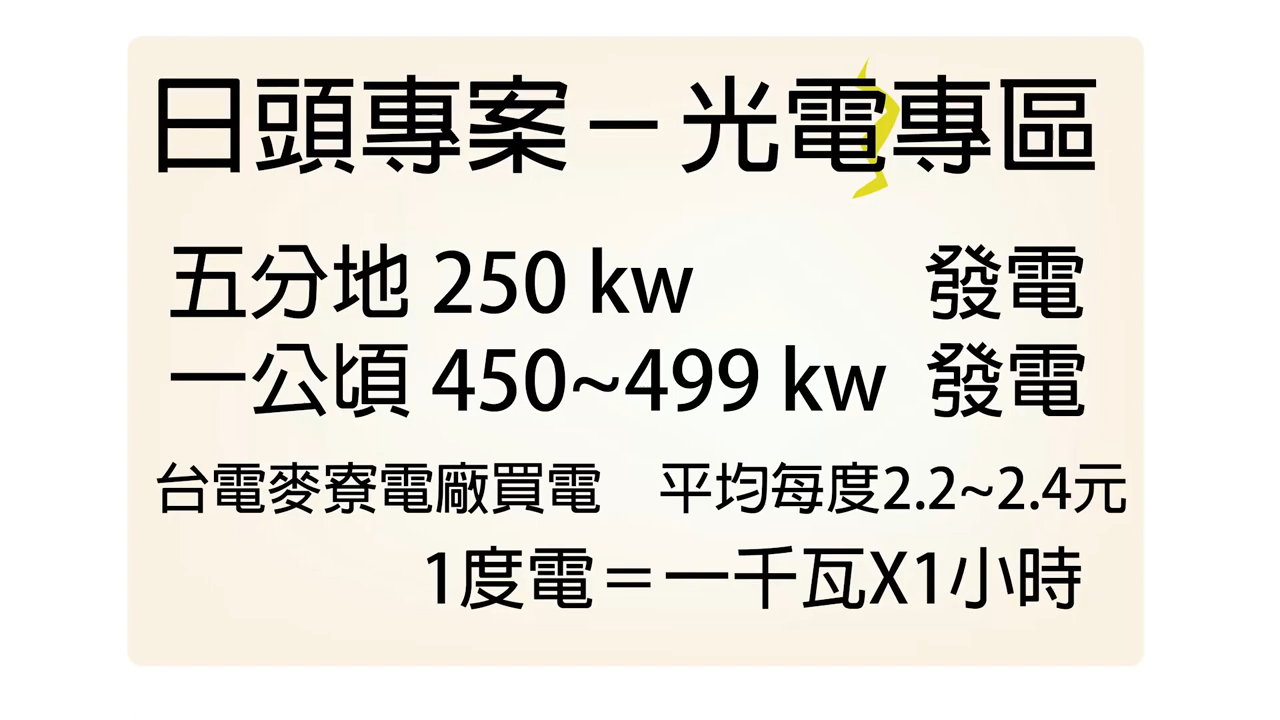 日頭專案－光電專區
五分地 250 kw 發電
一公頃 450~499 kw 發電
台電麥寮電廠買電 平均每度2.2~2.4元
1度電＝一千瓦X1小時